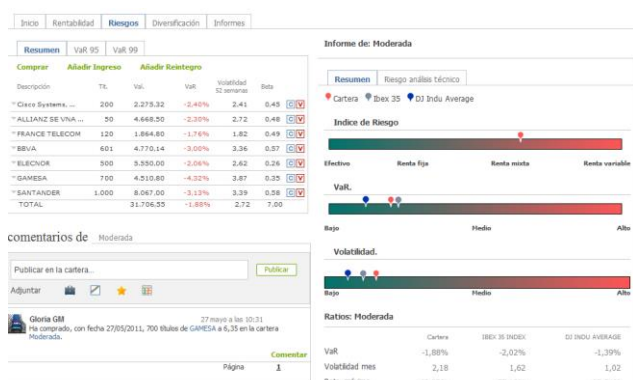 Inicio Rentabilidad Riesgos Diversificación Informes
Resumen VaR 95 VaR 99
Comprar Añadir Ingreso Añadir Reintegro
Descripción Tít. Val. VaR Volatilidad 52 semanas Beta
Cisco Systems, ... 200 2.275,32 -2,40% 2,41 0,45 C V
ALLIANZ SE VNA ... 50 4.668,50 -2,30% 2,72 0,48 C V
FRANCE TELECOM 120 1.864,80 -1,76% 1,82 0,49 C V
BBVA 601 4.770,14 -3,00% 3,36 0,57 C V
ELECNOR 500 5.550,00 -2,06% 2,62 0,26 C V
GAMESA 700 4.510,80 -4,32% 3,87 0,35 C V
SANTANDER 1.000 8.067,00 -3,13% 3,39 0,58 C V
TOTAL 31.706,55 -1,88% 2,72 7,00
comentarios de Moderada
Publicar en la cartera... Publicar
Adjuntar
Gloria GM 27 mayo a las 10:31
Ha comprado, con fecha 27/05/2011, 700 títulos de GAMESA a 6,35 en la cartera
Moderada.
Comentar
Página 1
Informe de: Moderada
Resumen Riesgo análisis técnico
Cartera Ibex 35 DJ Indu Average
Indice de Riesgo
Efectivo Renta fija Renta mixta Renta variable
VaR.
Bajo Medio Alto
Volatilidad.
Bajo Medio Alto
Ratios: Moderada
Cartera IBEX 35 INDEX DJ INDU AVERAGE
VaR -1,88% -2,02% -1,39%
Volatilidad mes 2,18 1,62 1,02